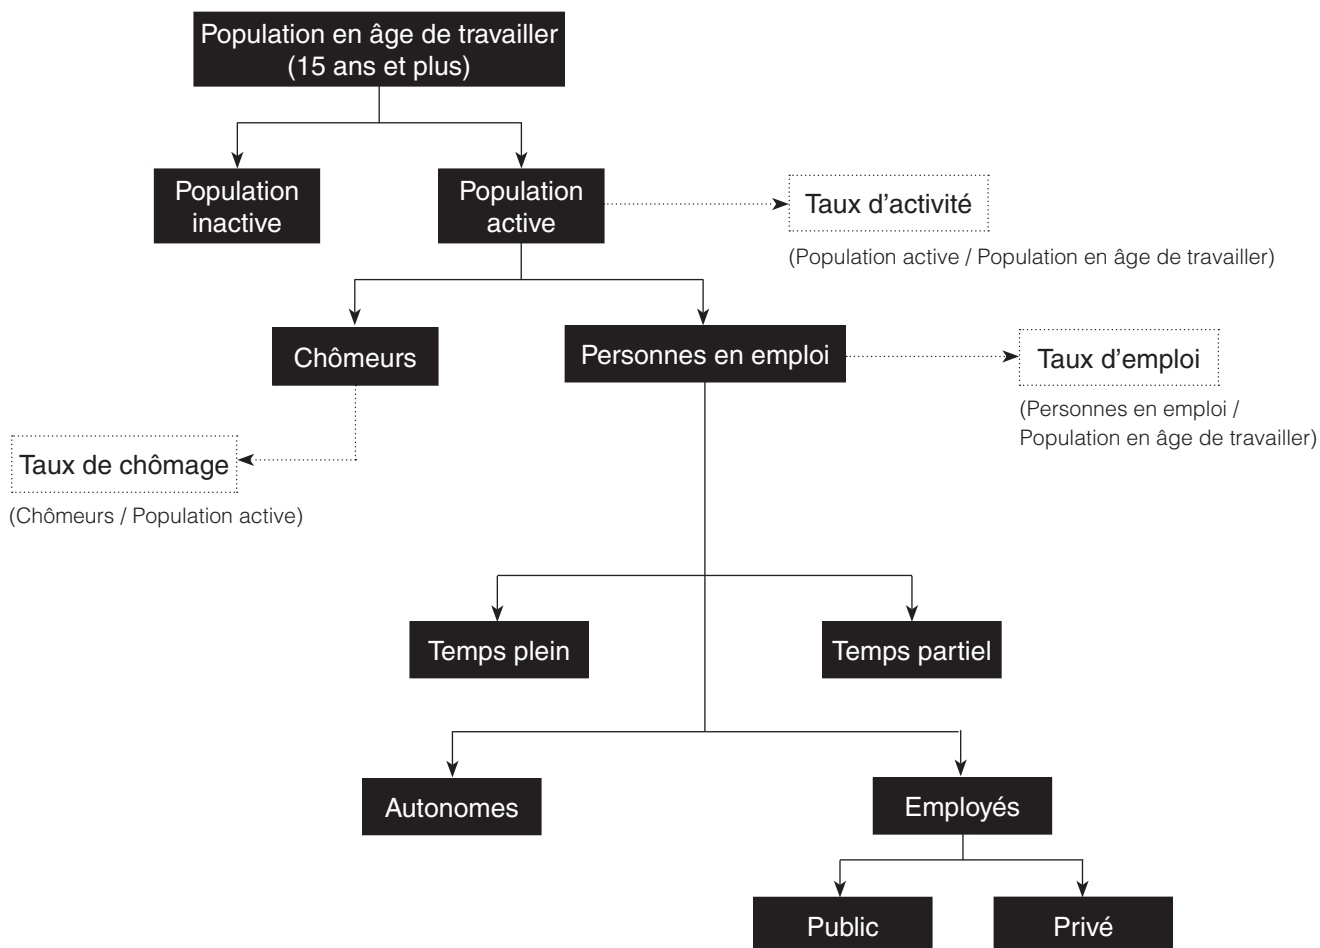 Population en âge de travailler
(15 ans et plus)
Population
inactive
Population
active
Taux d'activité
(Population active / Population en âge de travailler)
Chômeurs
Personnes en emploi
Taux d'emploi
(Personnes en emploi /
Population en âge de travailler)
Taux de chômage
(Chômeurs / Population active)
Temps plein
Temps partiel
Autonomes
Employés
Public
Privé